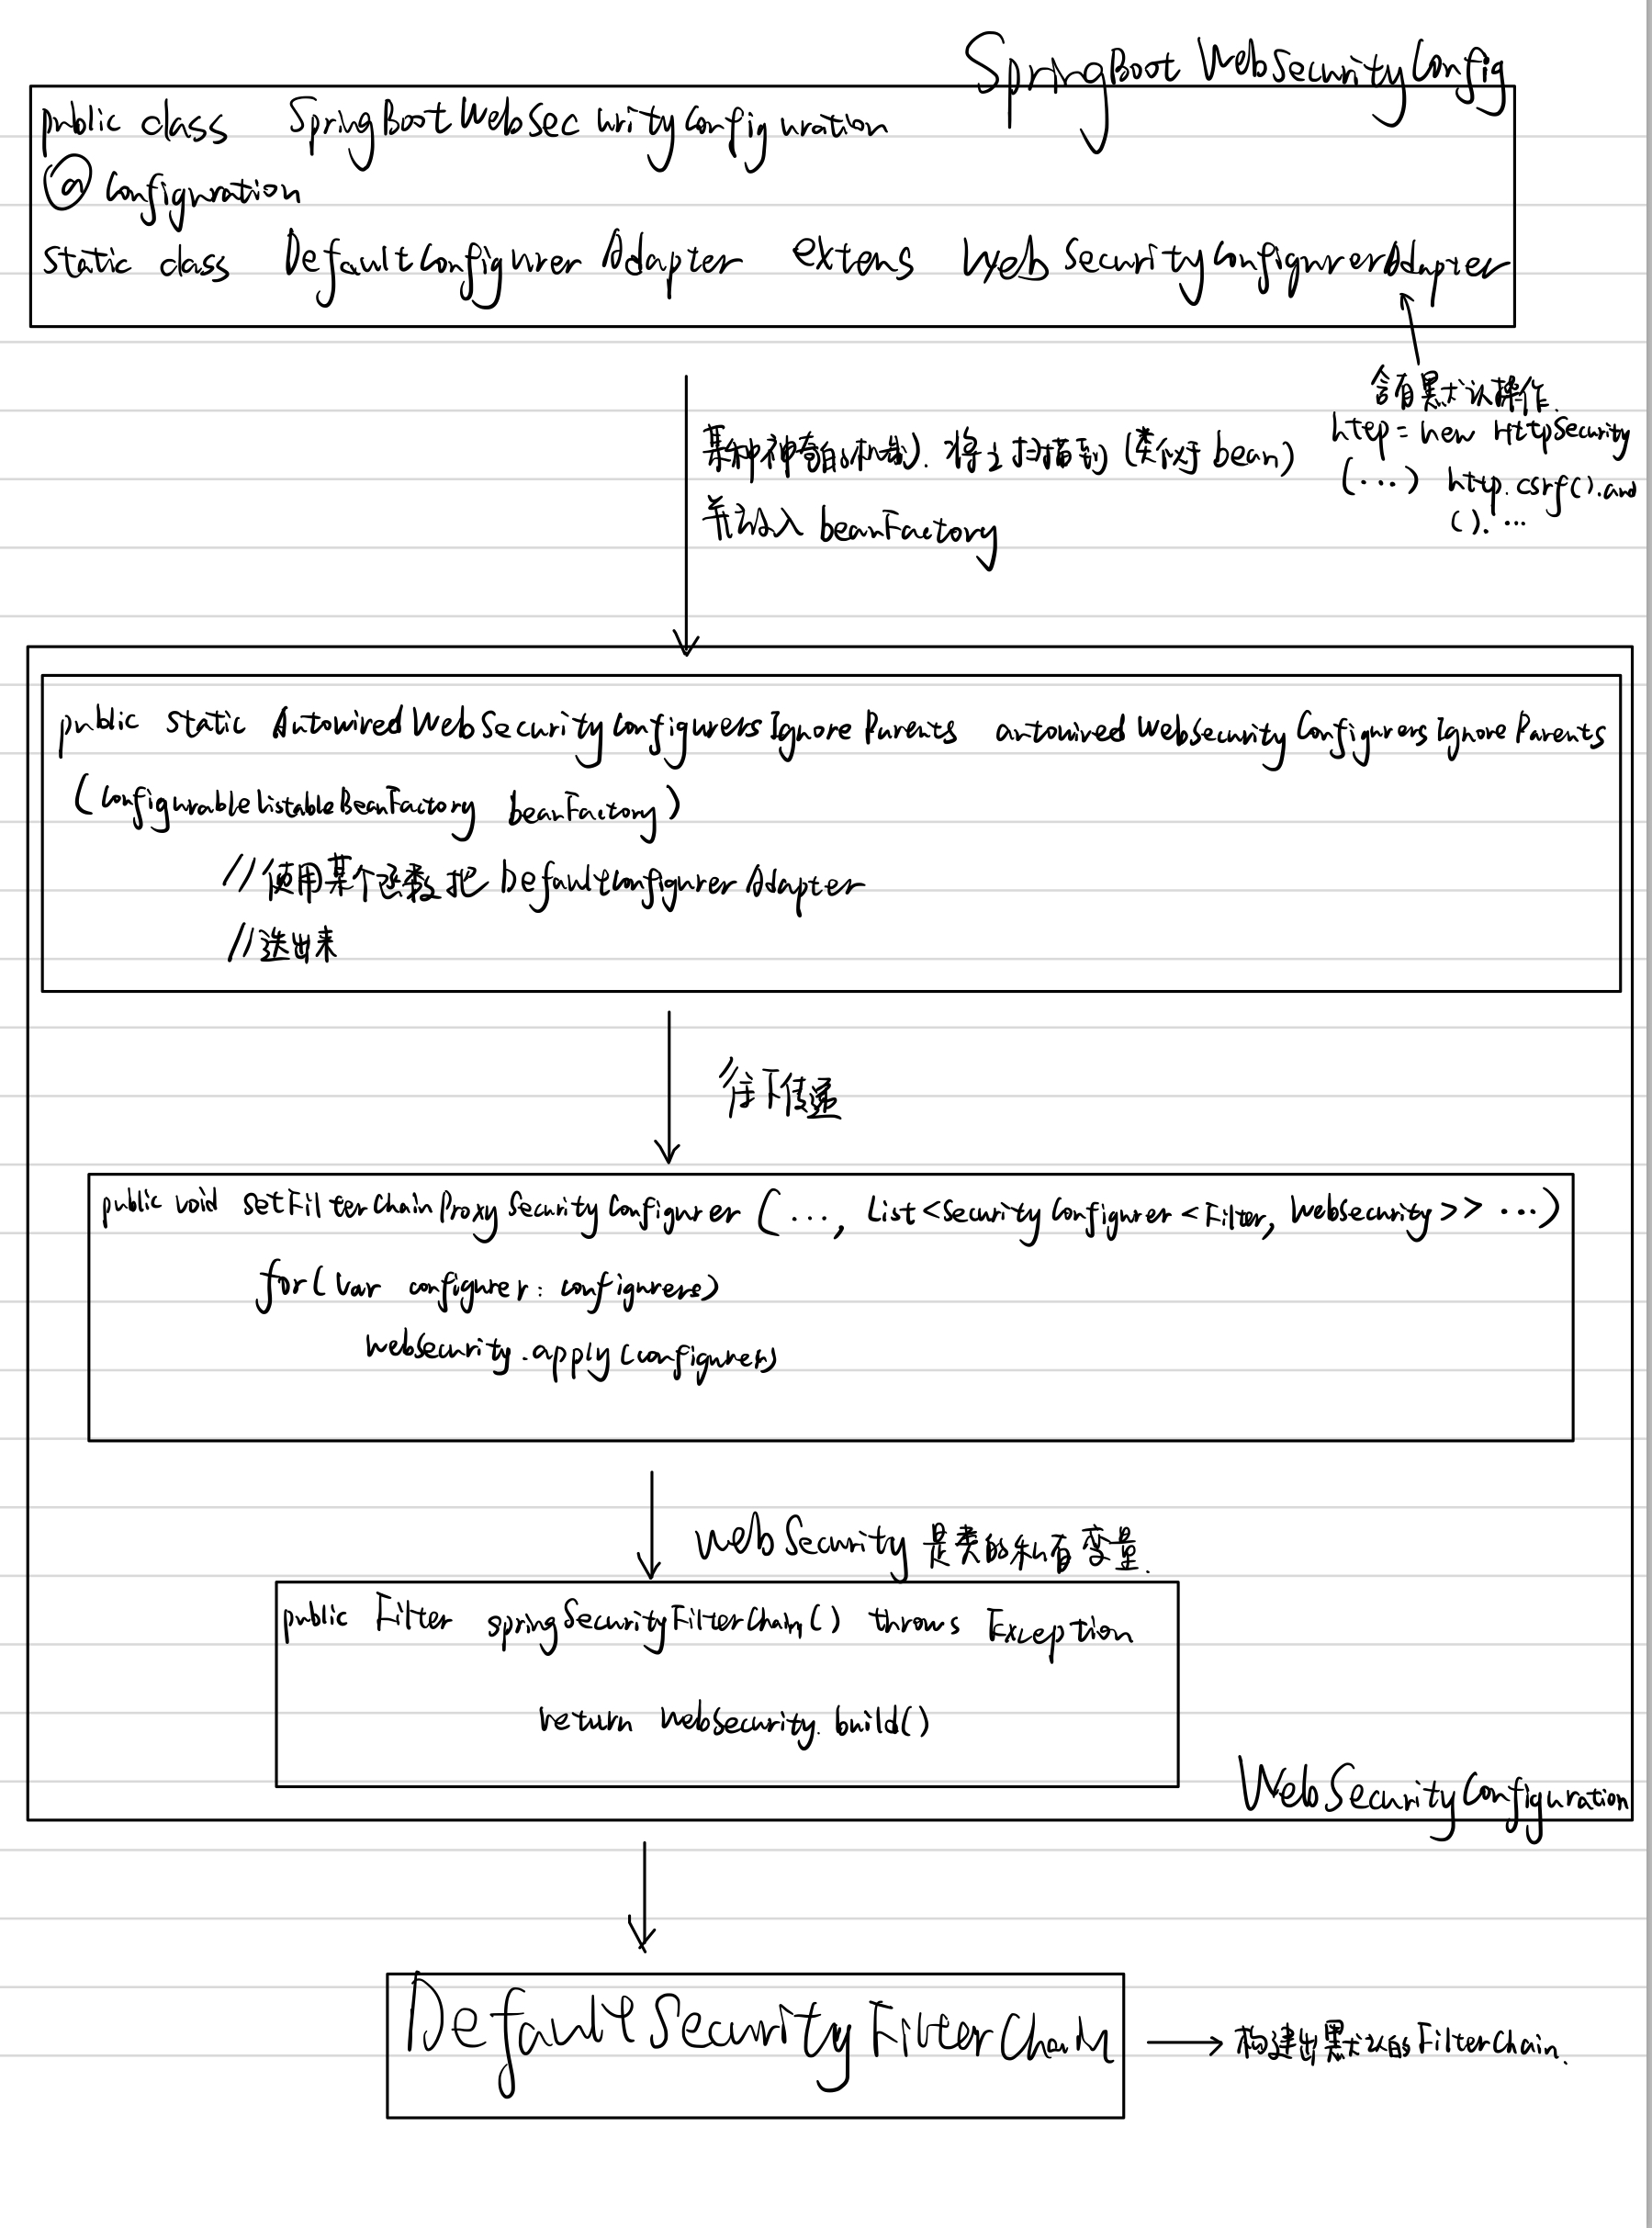 SpringBoot WebSecurityConfig
public class SpringBootWebSecurityConfiguration
@Configuration
static class DefaultConfigurerAdapter extens WebSecurityConfigurerAdapter
含有默认操作.
http = new HttpSecurity
(...) http.csrf().and
(). ...
某种神奇的机制. 将之扫描到 (类似于 bean)
并放入 beanFactory
public static AutowiredWebSecurityConfigurersIgnoreParents autowiredWebSecurityConfigurersIgnoreParents
(ConfigurableListableBeanFactory beanFactory)
//使用某个函数把 DefaultConfigurerAdapter
//选出来
//往下传递
public void setFilterChainProxySecurityConfigurer (..., List<SecurityConfigurer<Filter, WebSecurity>> ...)
for(var configurer: configurers)
webSecurity.apply(configurer)
webSecurity 是类的私有变量.
public Filter springSecurityFilterChain() throws Exception
return webSecurity.build()
WebSecurityConfiguration
DefaultSecurityFilterChain
构建出默认的FilterChain.